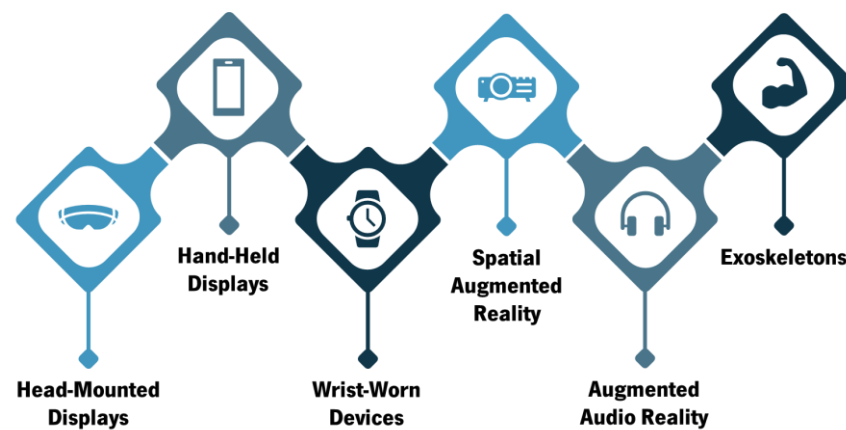 Head-Mounted
Displays
Hand-Held
Displays
Wrist-Worn
Devices
Spatial
Augmented
Reality
Augmented
Audio Reality
Exoskeletons